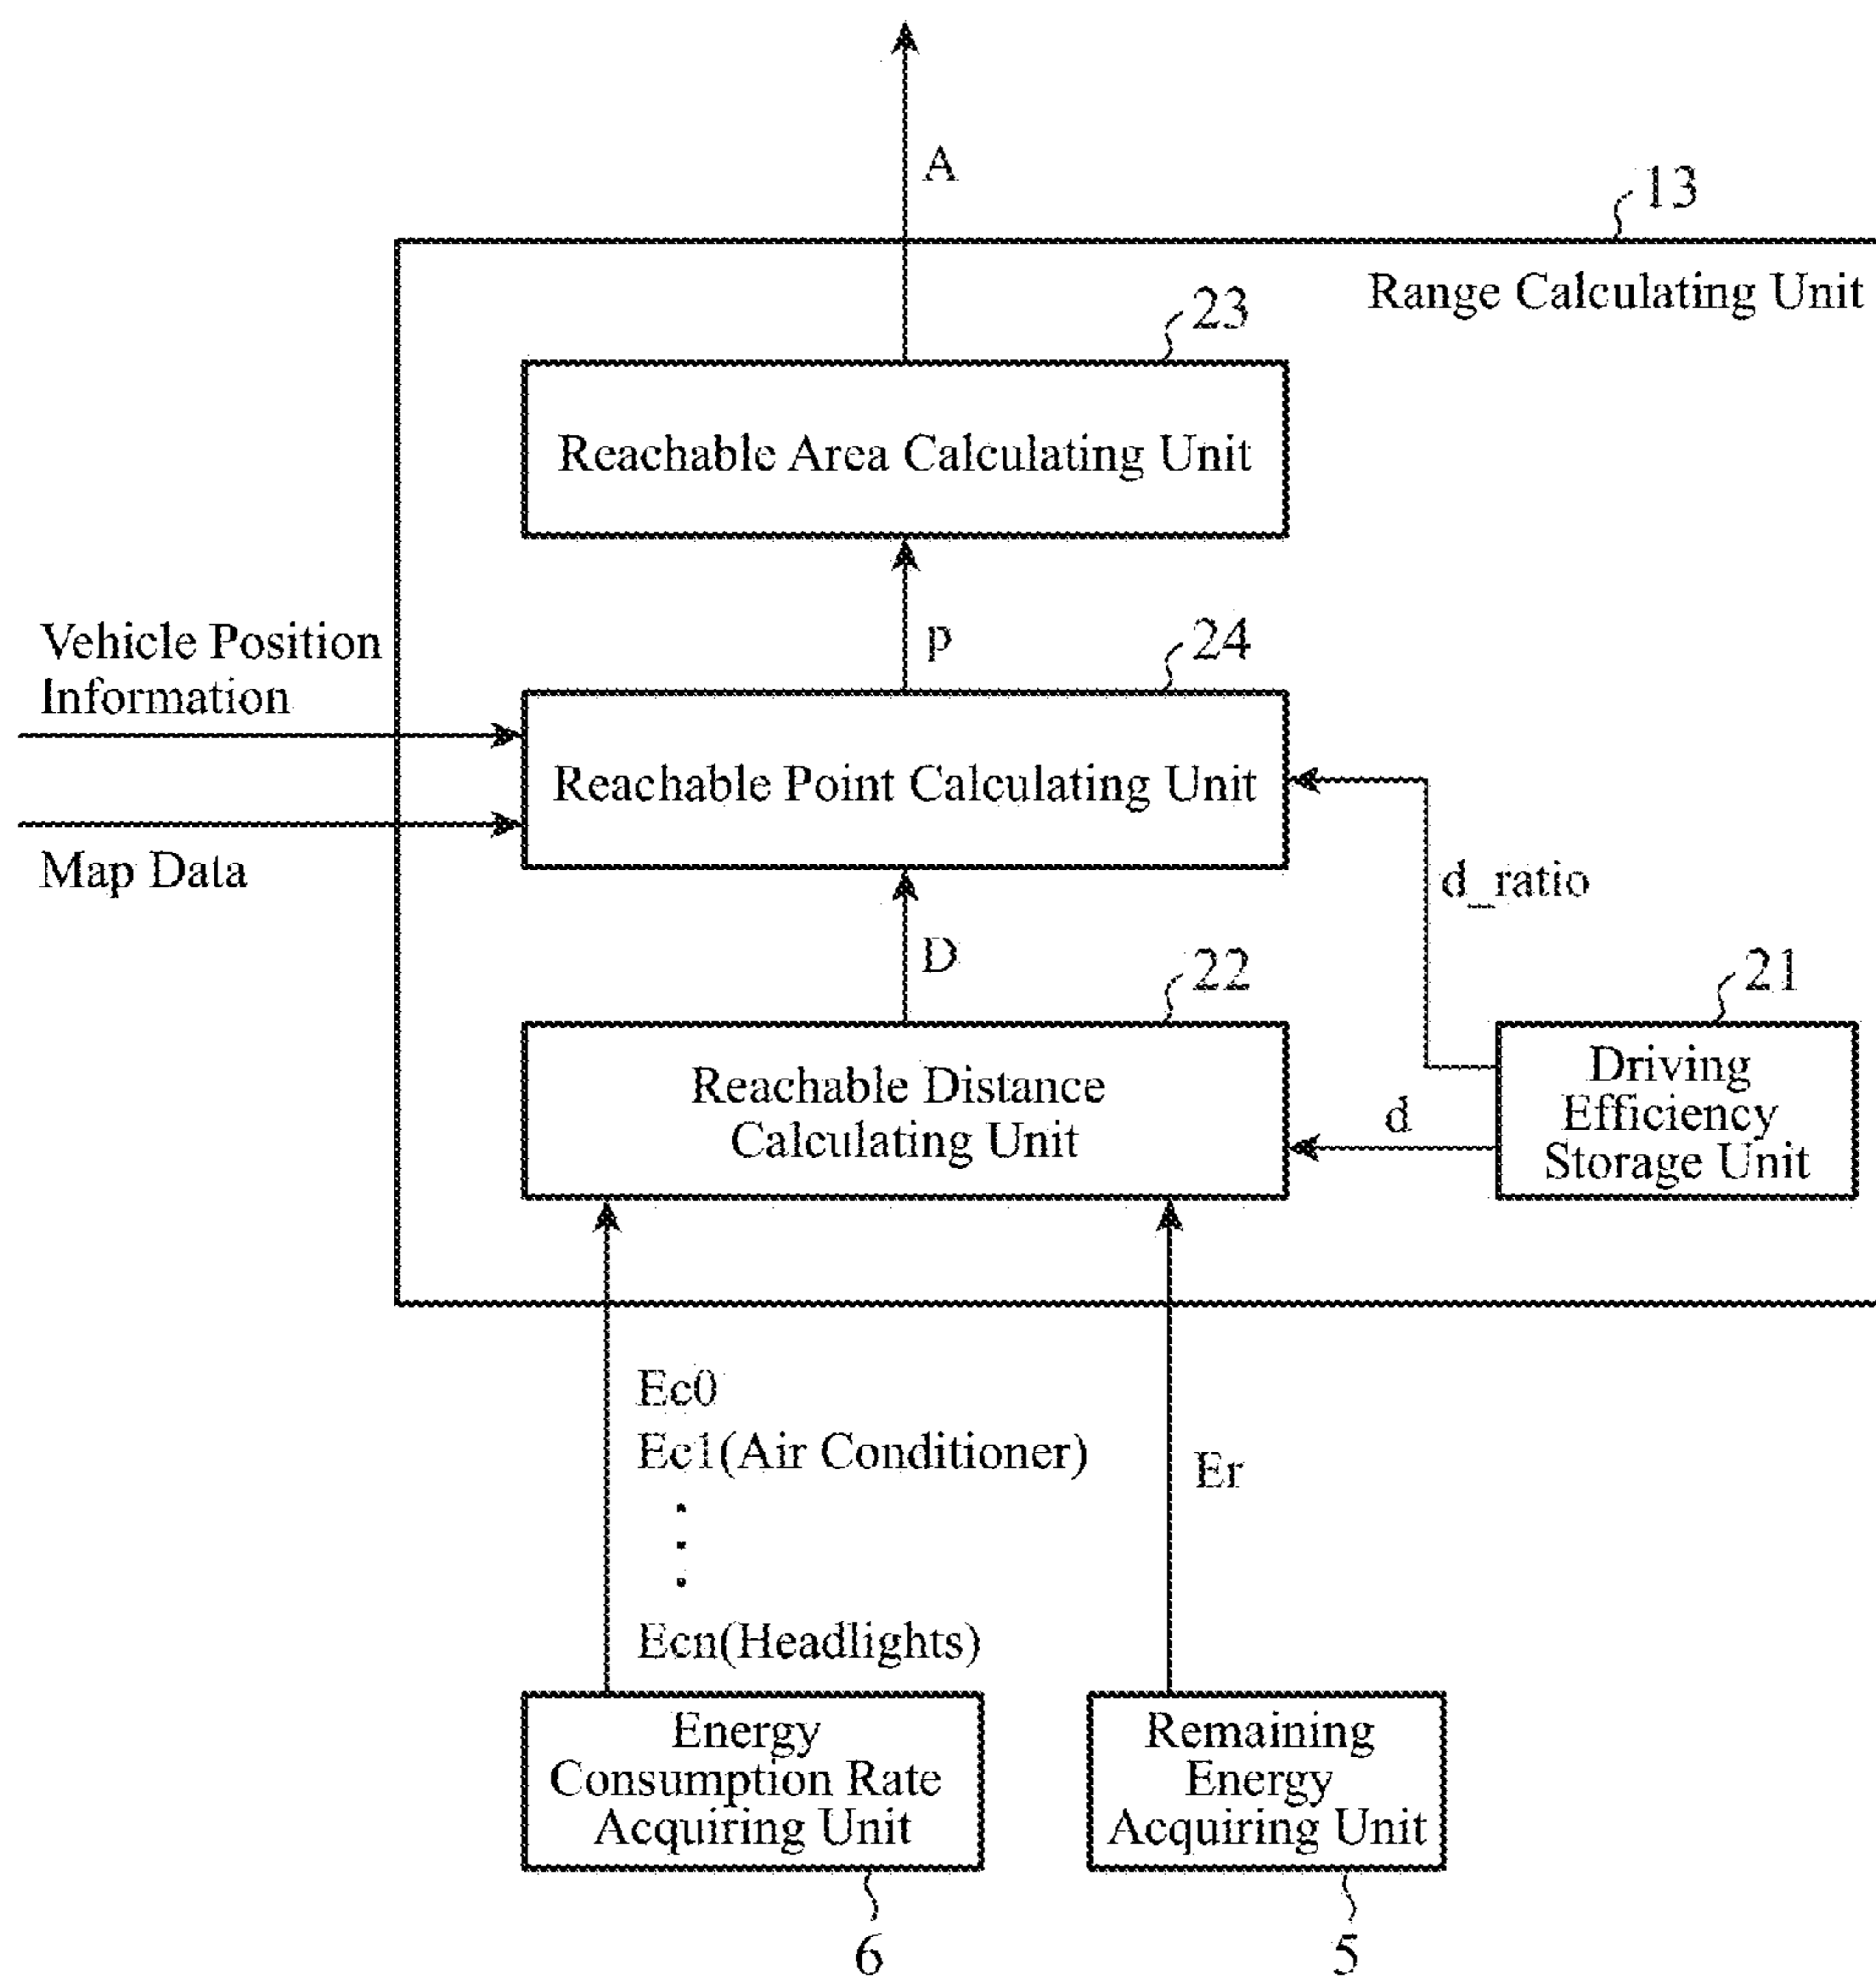 A
13
Range Calculating Unit
23
Reachable Area Calculating Unit
p
Vehicle Position
Information
24
Reachable Point Calculating Unit
Map Data
d_ratio
D
22
21
Reachable Distance
Calculating Unit
d
Driving
Efficiency
Storage Unit
Ec0
Ec1(Air Conditioner)
Er
Ecn(Headlights)
Energy
Consumption Rate
Acquiring Unit
Remaining
Energy
Acquiring Unit
6
5